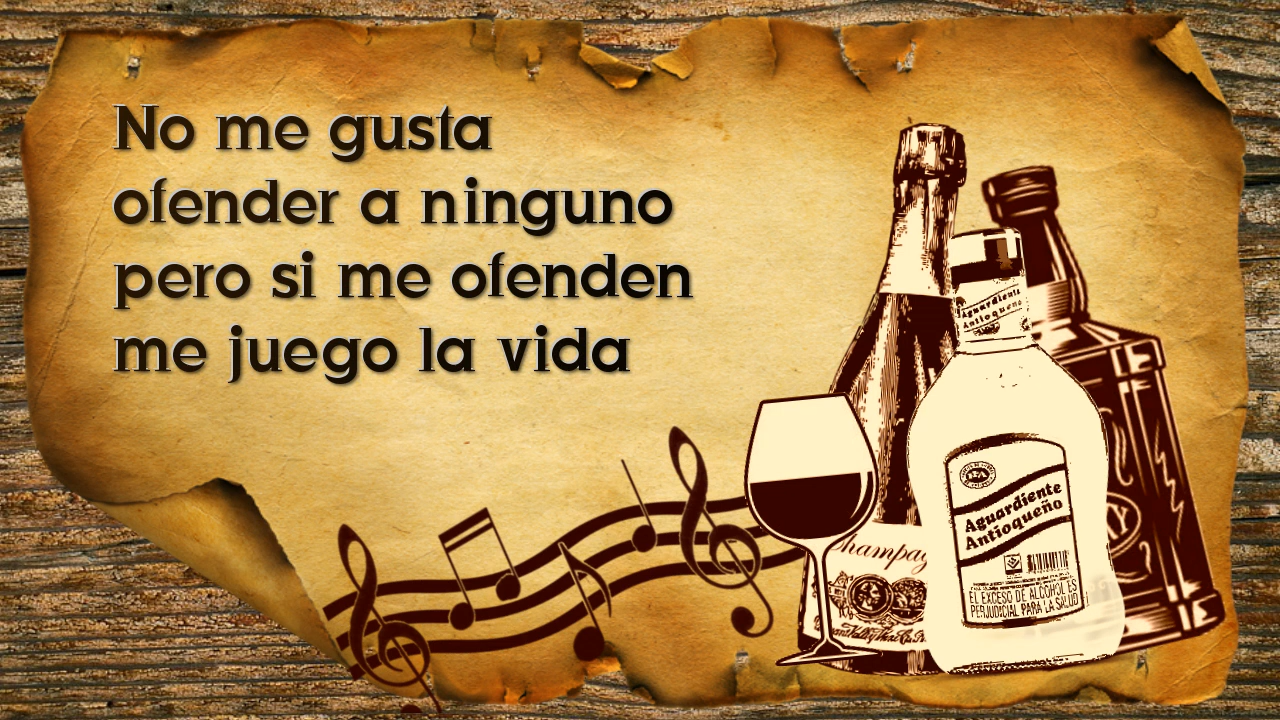 No me gusta
ofender a ninguno
pero si me ofenden
me juego la vida
Aguardiente
Antioqueño
Aguardiente
Antioqueño
EL EXCESO DE ALCOHOL ES
PERJUDICIAL PARA LA SALUD